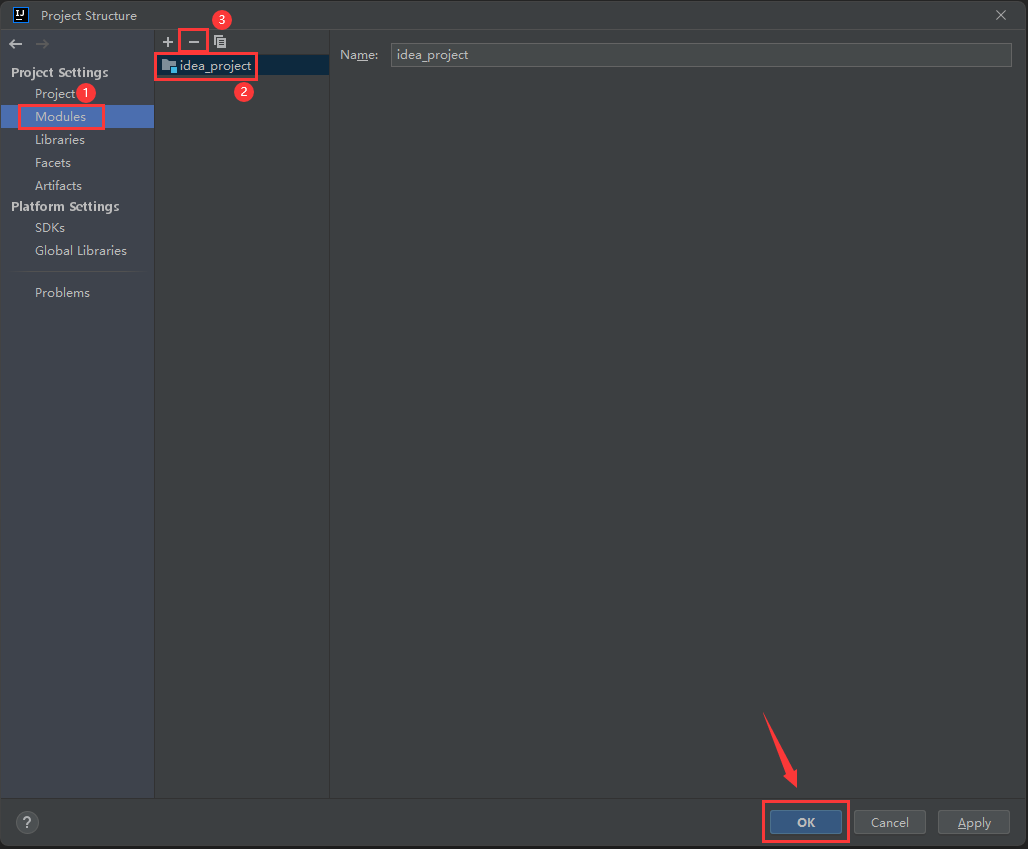 IJ Project Structure
3
Project Settings
Project 1
Modules
Libraries
Facets
Artifacts
Platform Settings
SDKs
Global Libraries
Problems
idea_project
2
Name: idea_project
?
OK Cancel Apply